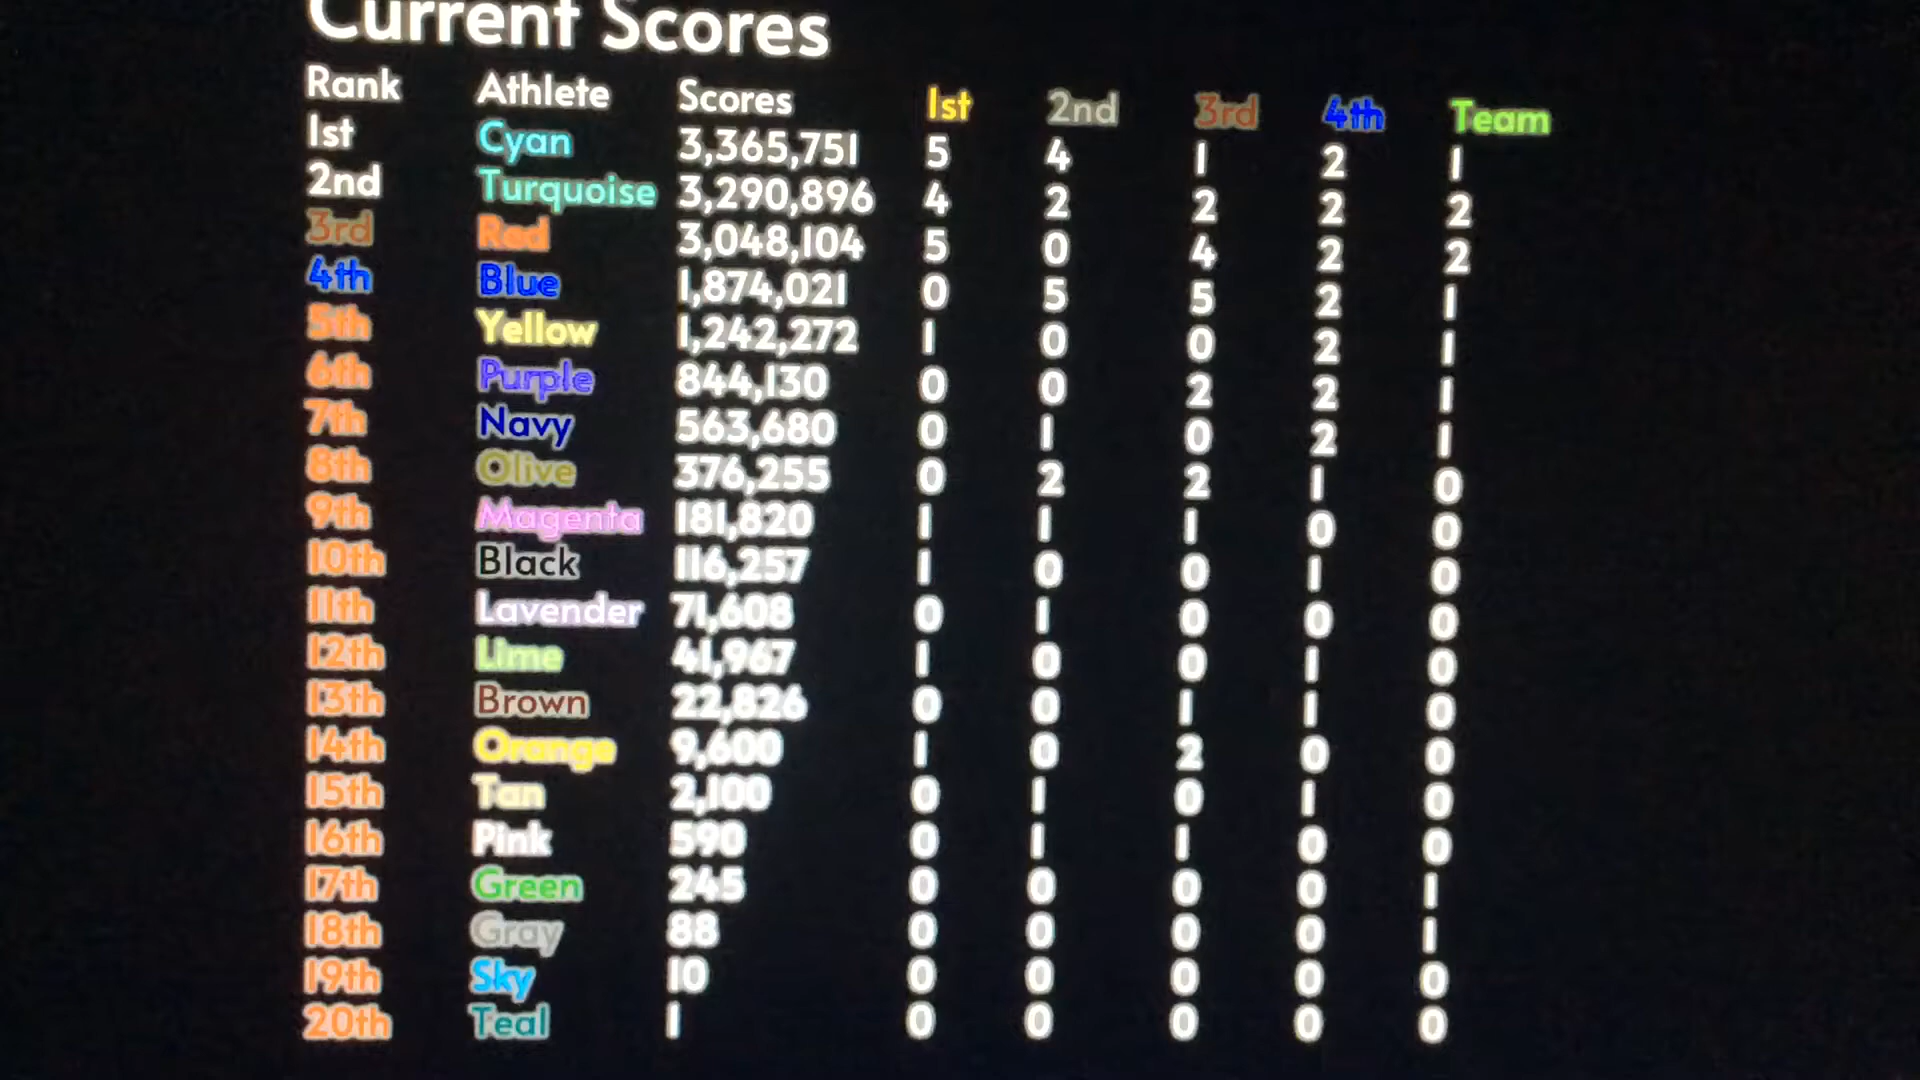 Current Scores
Rank Athlete Scores 1st 2nd 3rd 4th Team
1st Cyan 3,365,751 5 4 1 2 1
2nd Turquoise 3,290,896 4 2 2 2 2
3rd Red 3,048,104 5 0 4 2 2
4th Blue 1,874,021 0 5 5 2 1
5th Yellow 1,242,272 1 0 0 2 1
6th Purple 844,130 0 0 2 2 1
7th Navy 563,680 0 1 0 2 1
8th Olive 376,255 0 2 2 1 0
9th Magenta 181,820 1 1 1 0 0
10th Black 116,257 1 0 0 1 0
11th Lavender 71,608 0 1 0 0 0
12th Lime 41,967 1 0 0 1 0
13th Brown 22,826 0 0 1 1 0
14th Orange 9,600 1 0 2 0 0
15th Tan 2,100 0 1 0 1 0
16th Pink 590 0 1 1 0 0
17th Green 245 0 0 0 0 1
18th Gray 88 0 0 0 0 1
19th Sky 10 0 0 0 0 0
20th Teal 1 0 0 0 0 0